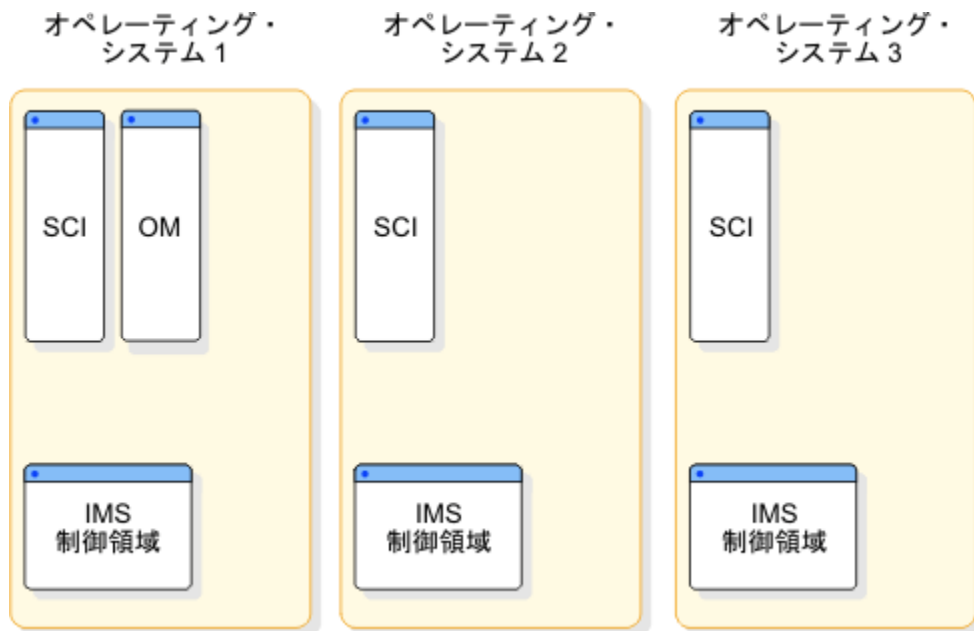 オペレーティング・
システム 1
オペレーティング・
システム 2
オペレーティング・
システム 3
SCI
OM
SCI
SCI
IMS
制御領域
IMS
制御領域
IMS
制御領域